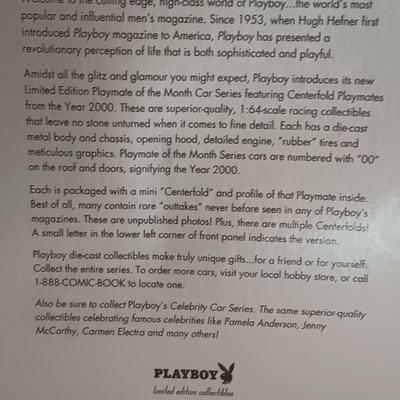 Welcome to the cutting edge, high-class world of Playboy...the world's most
popular and influential men's magazine. Since 1953, when Hugh Hefner first
introduced Playboy magazine to America, Playboy has presented a
revolutionary perception of life that is both sophisticated and playful.
Amidst all the glitz and glamour you might expect, Playboy introduces its new
Limited Edition Playmate of the Month Car Series featuring Centerfold Playmates
from the Year 2000. These are superior-quality, 1:64-scale racing collectibles
that leave no stone unturned when it comes to fine detail. Each has a die-cast
metal body and chassis, opening hood, detailed engine, "rubber" tires and
meticulous graphics. Playmate of the Month Series cars are numbered with "00"
on the roof and doors, signifying the Year 2000.
Each is packaged with a mini "Centerfold" and profile of that Playmate inside.
Best of all, many contain rare "outtakes" never before seen in any of Playboy's
magazines. These are unpublished photos! Plus, there are multiple Centerfolds!
A small letter in the lower left corner of front panel indicates the version.
Playboy die-cast collectibles make truly unique gifts...for a friend or for yourself.
Collect the entire series. To order more cars, visit your local hobby store, or call
1-888-COMIC-BOOK to locate one.
Also be sure to collect Playboy's Celebrity Car Series. The same superior-quality
collectibles celebrating famous celebrities like Pamela Anderson, Jenny
McCarthy, Carmen Electra and many others!
PLAYBOY
limited edition collectibles